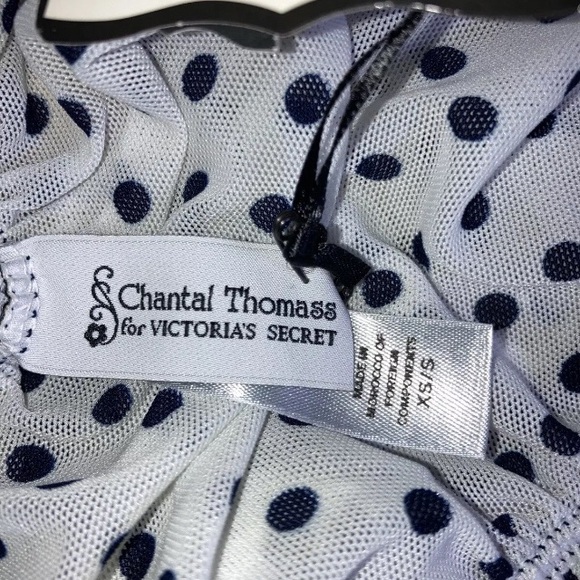 Chantal Thomass
for VICTORIA'S SECRET
MADE IN
MOROCCO OF
FOREIGN
COMPONENTS
XS/S